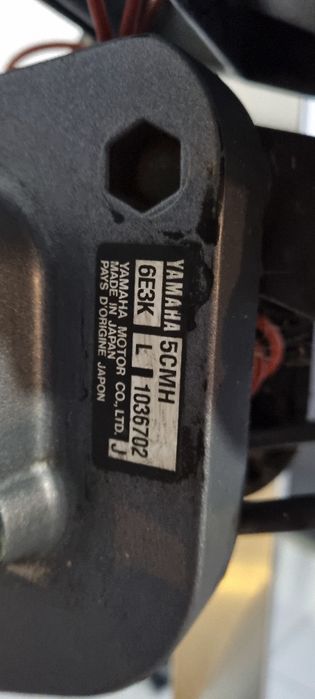 YAMAHA 5CMH
6E3K L 1036702
YAMAHA MOTOR CO., LTD. J
MADE IN JAPAN
PAYS D'ORIGINE JAPON